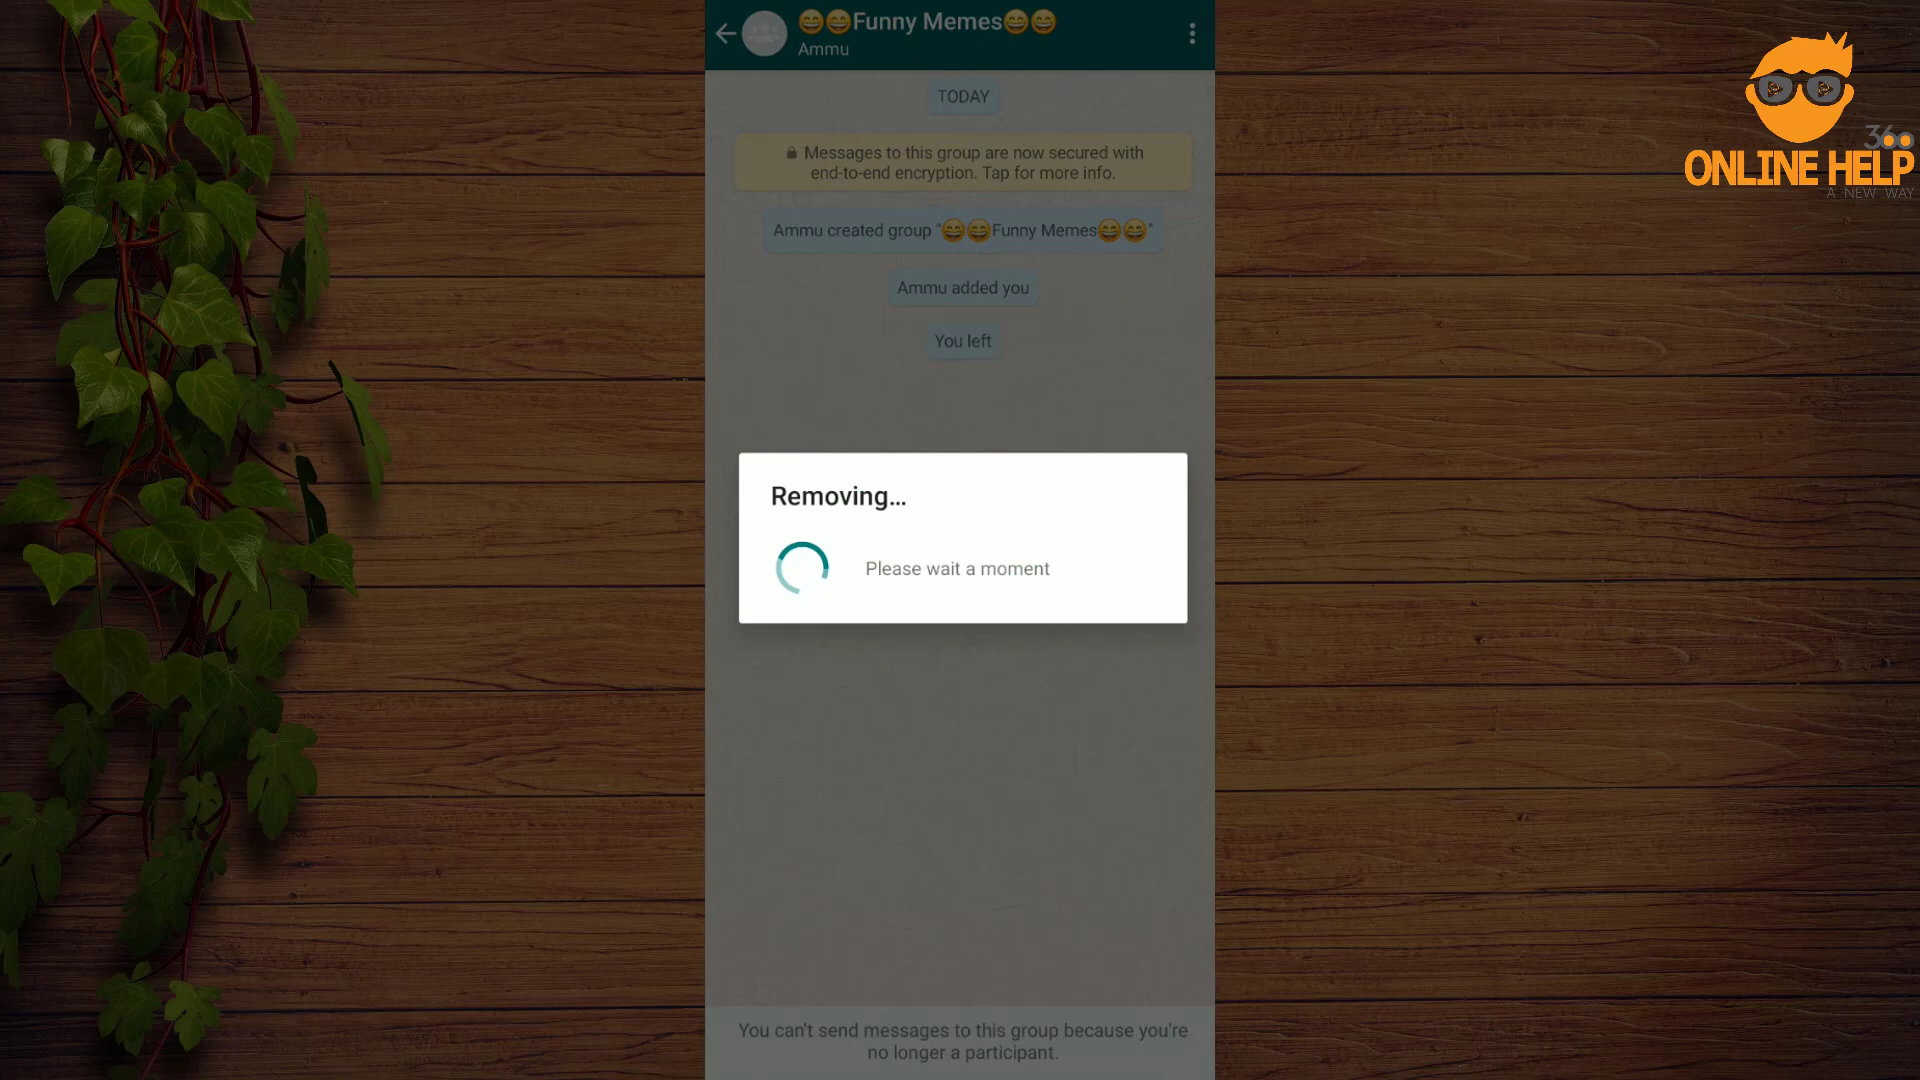 😄😄Funny Memes😄😄
Ammu
TODAY
🔒 Messages to this group are now secured with
end-to-end encryption. Tap for more info.
Ammu created group "😄😄Funny Memes😄😄"
Ammu added you
You left
Removing...
Please wait a moment
You can't send messages to this group because you're
no longer a participant.
360
ONLINE HELP
A NEW WAY